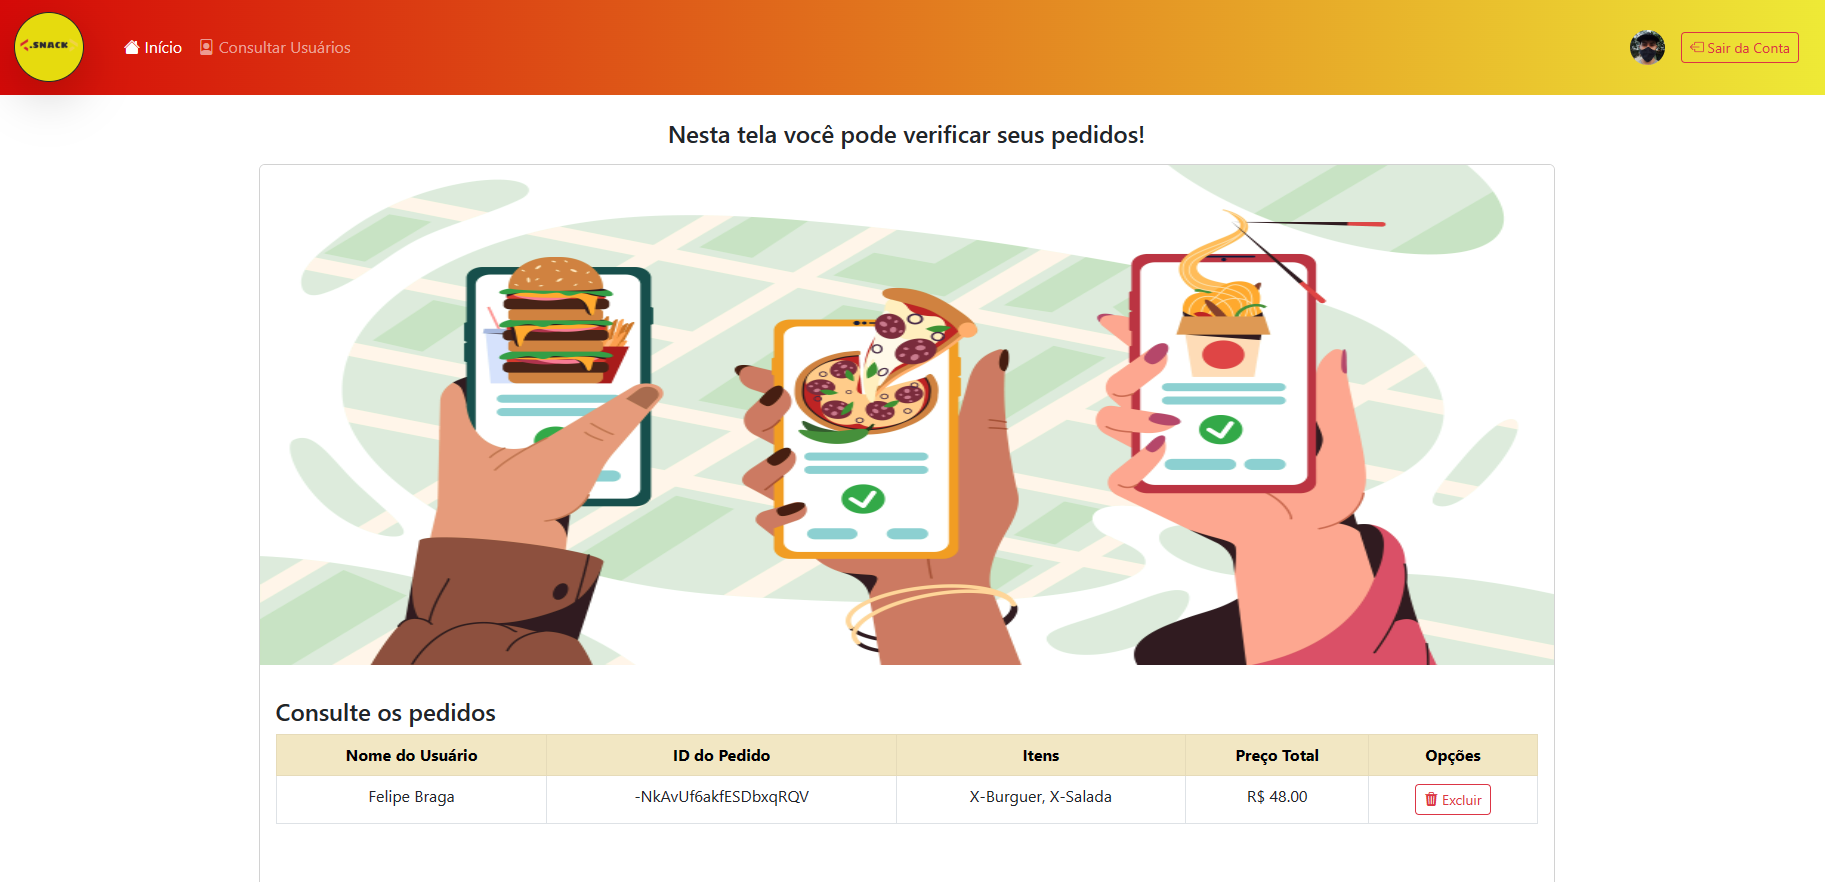 .SNACK
Início
Consultar Usuários
Sair da Conta
Nesta tela você pode verificar seus pedidos!
Consulte os pedidos
Nome do Usuário ID do Pedido Itens Preço Total Opções
Felipe Braga -NkAvUf6akfESDbxqRQV X-Burguer, X-Salada R$ 48.00 Excluir